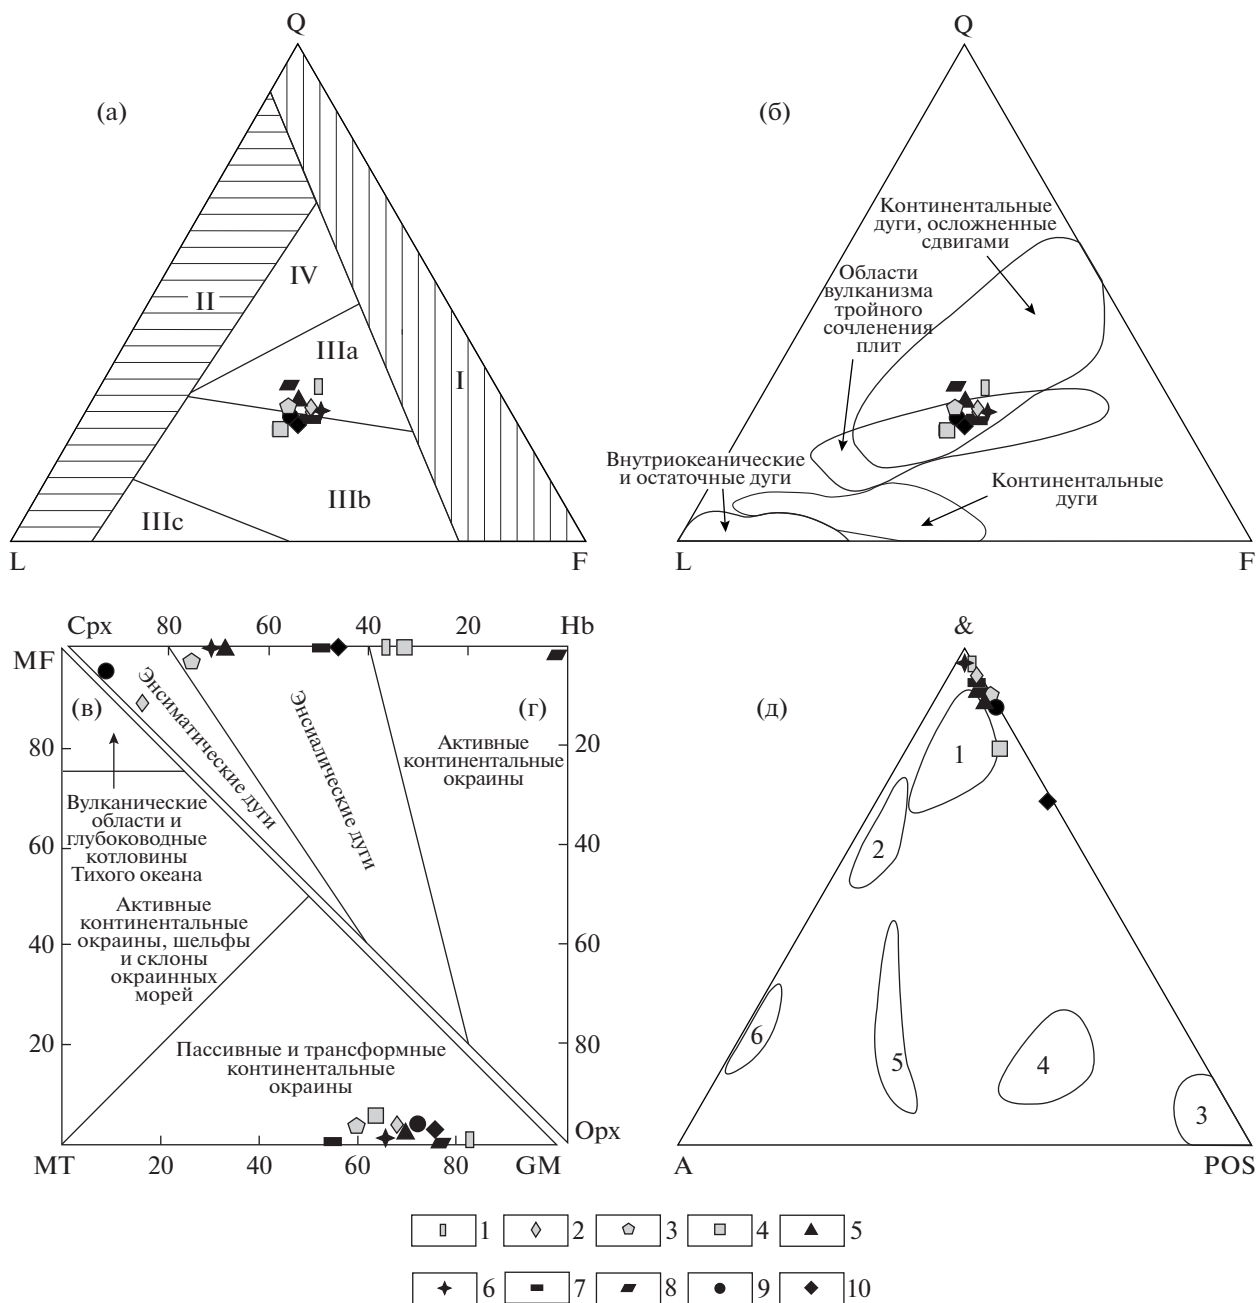 Q
(а)
IV
II
IIIa
I
IIIb
IIIc
L
F
Q
(б)
Континентальные
дуги, осложненные
сдвигами
Области
вулканизма
тройного
сочленения
плит
Внутриокеанические
и остаточные дуги
Континентальные
дуги
L
F
Cpx 80 60 40 20 Hb
MF
(в)
(г)
Энсиматические дуги
Энсиалические дуги
Активные
континентальные
окраины
80
20
Вулканические
области и
глубоководные
котловины
Тихого океана
60
40
Активные
континентальные
окраины, шельфы
и склоны
окраинных
морей
40
60
20
80
Пассивные и трансформные
континентальные
окраины
Opx
MT 20 40 60 80 GM
&
(д)
1
2
6
5
4
3
A
POS
1 2 3 4 5
6 7 8 9 10